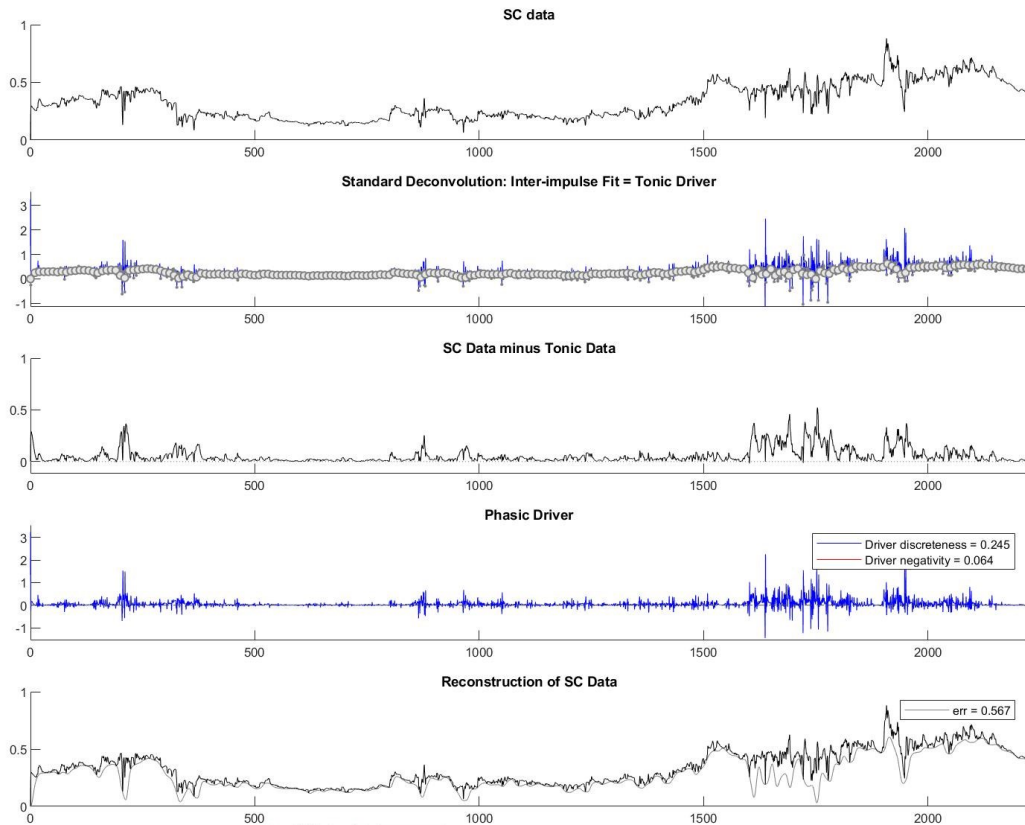 SC data
1
0.5
0
0 500 1000 1500 2000
Standard Deconvolution: Inter-impulse Fit = Tonic Driver
3
2
1
0
-1
0 500 1000 1500 2000
SC Data minus Tonic Data
1
0.5
0
0 500 1000 1500 2000
Phasic Driver
3
2
1
0
-1
Driver discreteness = 0.245
Driver negativity = 0.064
0 500 1000 1500 2000
Reconstruction of SC Data
1
0.5
0
err = 0.567
0 500 1000 1500 2000